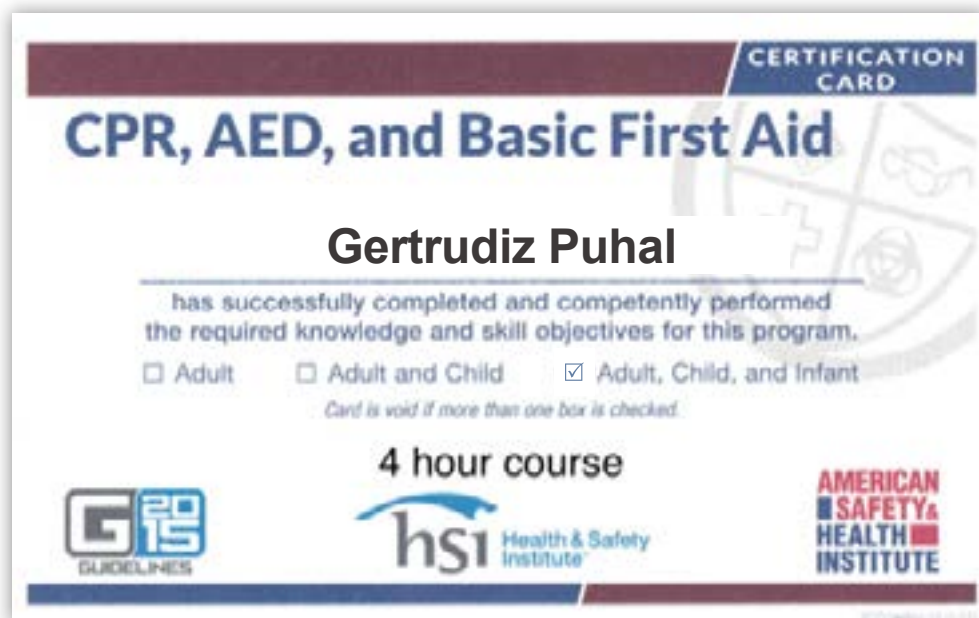 CERTIFICATION
CARD
CPR, AED, and Basic First Aid
Gertrudiz Puhal
has successfully completed and competently performed
the required knowledge and skill objectives for this program.
☐ Adult ☐ Adult and Child ☑ Adult, Child, and Infant
Card is void if more than one box is checked.
4 hour course
G 2015
GUIDELINES
hsi Health & Safety
Institute
AMERICAN
SAFETY&
HEALTH
INSTITUTE